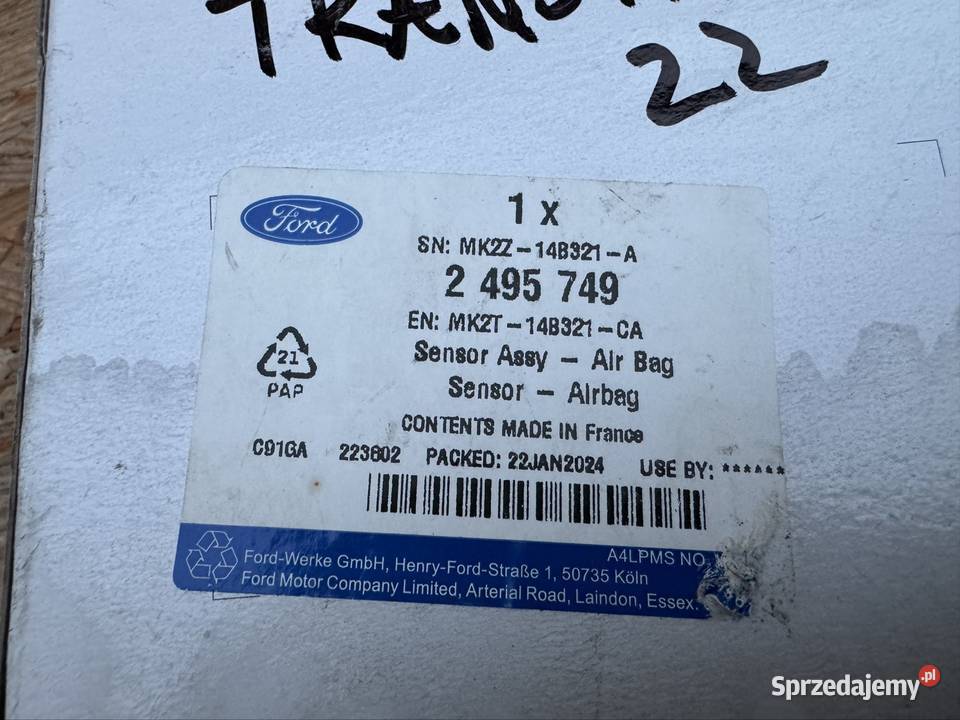 22
Ford
1 x
SN: MK2Z-14B321-A
2 495 749
EN: MK2T-14B321-CA
Sensor Assy - Air Bag
Sensor - Airbag
21
PAP
CONTENTS MADE IN France
C91GA 223602 PACKED: 22JAN2024 USE BY: ******
A4LPMS NO.
Ford-Werke GmbH, Henry-Ford-Straße 1, 50735 Köln
Ford Motor Company Limited, Arterial Road, Laindon, Essex.
Sprzedajemy.pl